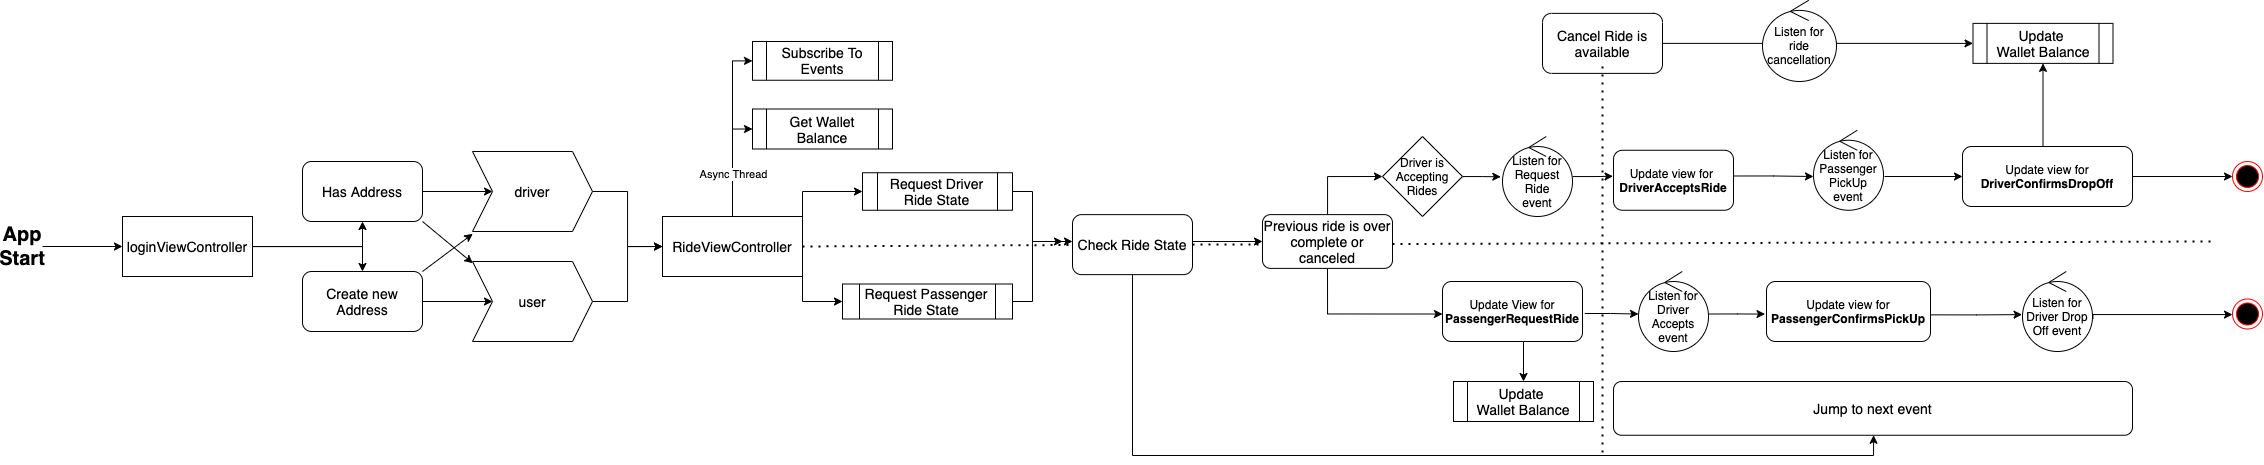 App
Start
loginViewController
Has Address
Create new
Address
driver
user
Subscribe To
Events
Get Wallet
Balance
Async Thread
RideViewController
Request Driver
Ride State
Request Passenger
Ride State
Check Ride State
Previous ride is over
complete or
canceled
Cancel Ride is
available
Listen for
ride
cancellation
Update
Wallet Balance
Driver is
Accepting
Rides
Listen for
Request
Ride
event
Update view for
DriverAcceptsRide
Listen for
Passenger
PickUp
event
Update view for
DriverConfirmsDropOff
Update View for
PassengerRequestRide
Listen for
Driver
Accepts
event
Update view for
PassengerConfirmsPickUp
Listen for
Driver Drop
Off event
Update
Wallet Balance
Jump to next event